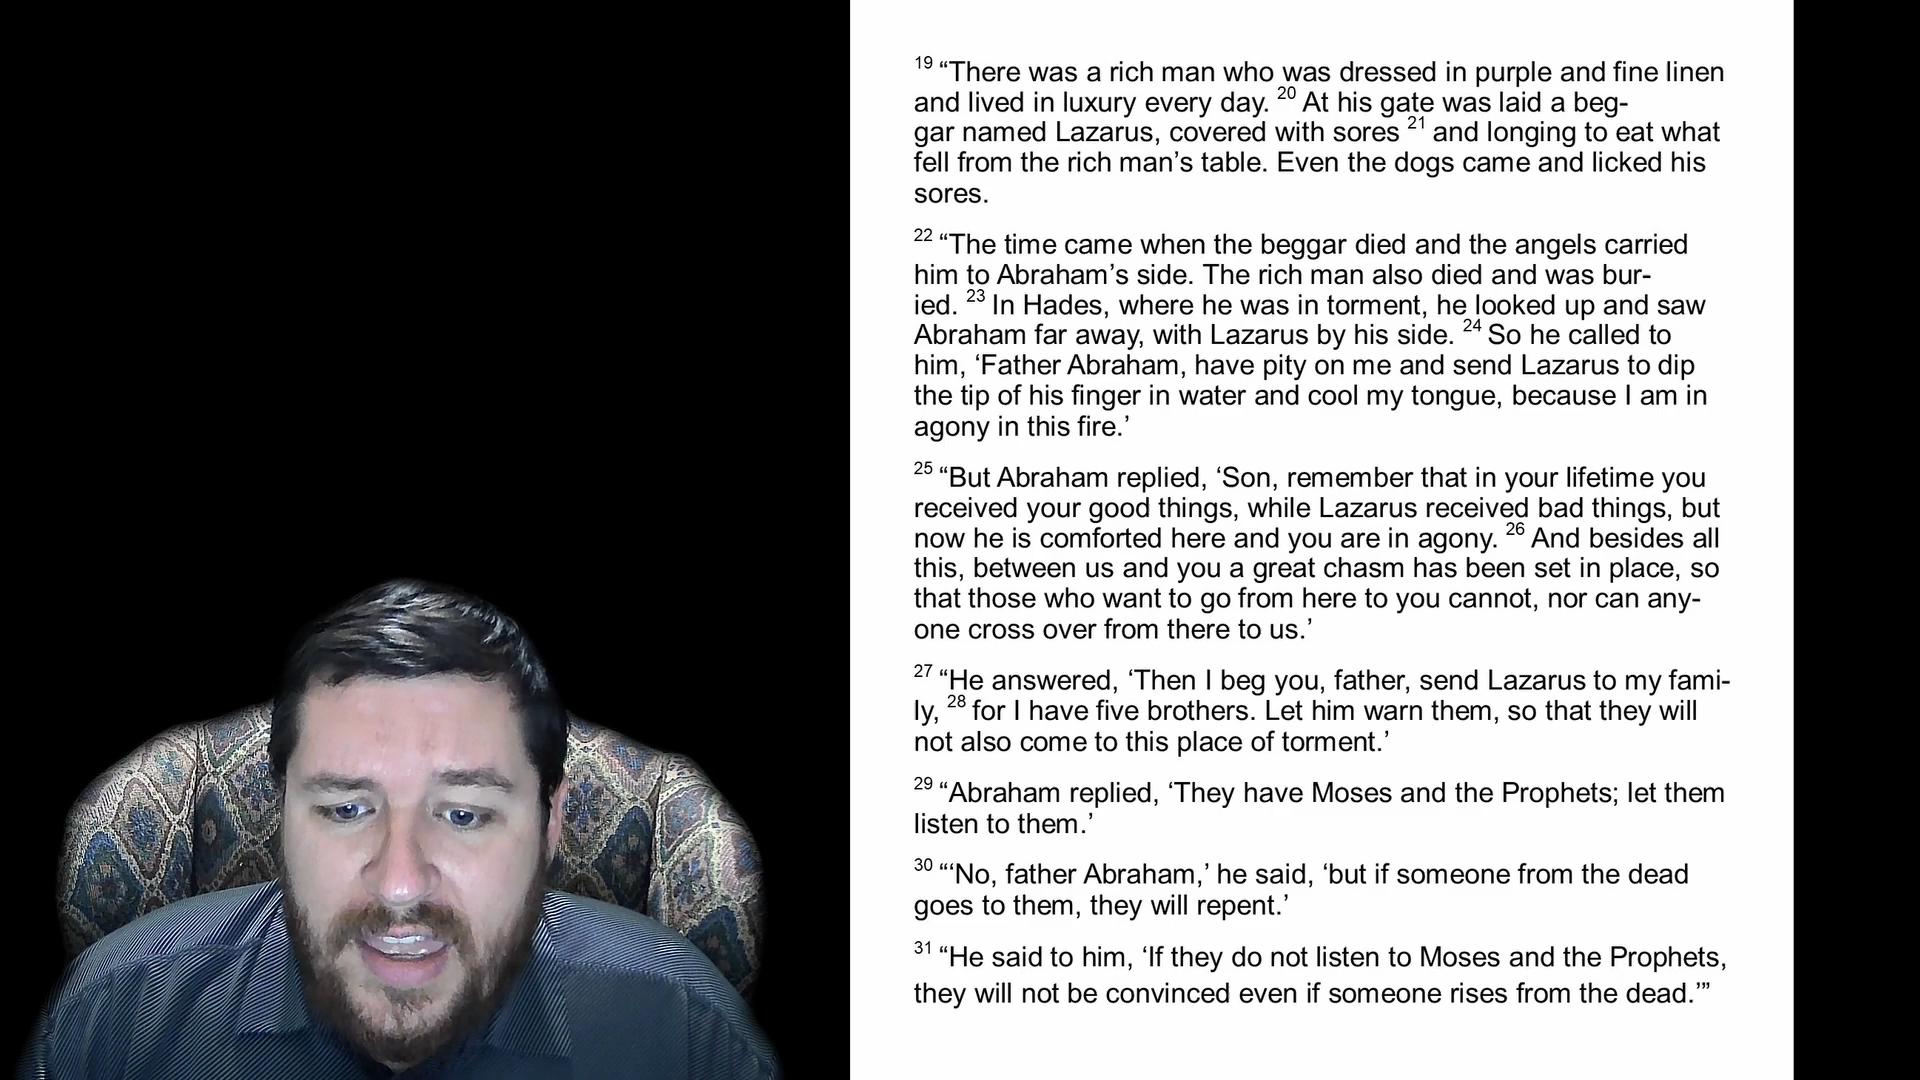 19 “There was a rich man who was dressed in purple and fine linen
and lived in luxury every day. 20 At his gate was laid a beg-
gar named Lazarus, covered with sores 21 and longing to eat what
fell from the rich man’s table. Even the dogs came and licked his
sores.
22 “The time came when the beggar died and the angels carried
him to Abraham’s side. The rich man also died and was bur-
ied. 23 In Hades, where he was in torment, he looked up and saw
Abraham far away, with Lazarus by his side. 24 So he called to
him, ‘Father Abraham, have pity on me and send Lazarus to dip
the tip of his finger in water and cool my tongue, because I am in
agony in this fire.’
25 “But Abraham replied, ‘Son, remember that in your lifetime you
received your good things, while Lazarus received bad things, but
now he is comforted here and you are in agony. 26 And besides all
this, between us and you a great chasm has been set in place, so
that those who want to go from here to you cannot, nor can any-
one cross over from there to us.’
27 “He answered, ‘Then I beg you, father, send Lazarus to my fami-
ly, 28 for I have five brothers. Let him warn them, so that they will
not also come to this place of torment.’
29 “Abraham replied, ‘They have Moses and the Prophets; let them
listen to them.’
30 “‘No, father Abraham,’ he said, ‘but if someone from the dead
goes to them, they will repent.’
31 “He said to him, ‘If they do not listen to Moses and the Prophets,
they will not be convinced even if someone rises from the dead.’”